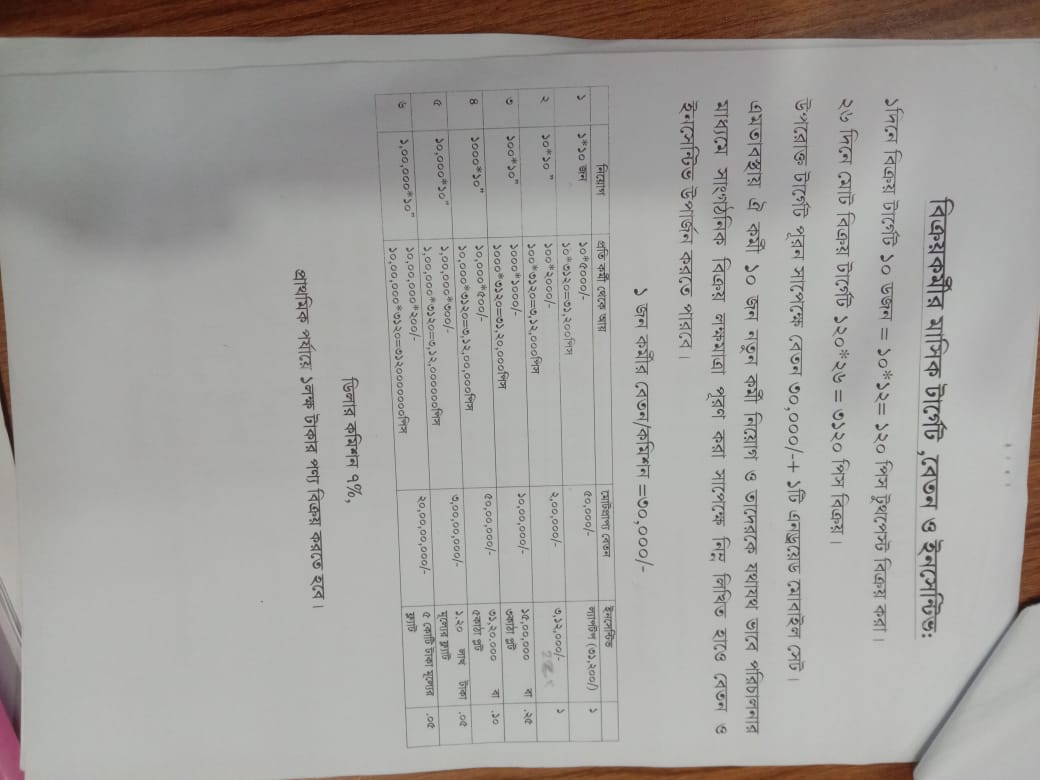 বিক্রয়কর্মীর মাসিক টার্গেট ,বেতন ও ইনসেন্টিভঃ
১দিনে বিক্রয় টার্গেট ১০ ডজন = ১০*১২= ১২০ পিস টুথপেস্ট বিক্রয় করা।
২৬ দিনে মোট বিক্রয় টার্গেট ১২০*২৬ = ৩১২০ পিস বিক্রয়।
উপরোক্ত টার্গেট পূরন সাপেক্ষে বেতন ৩০,০০০/-+ ১টি এনড্রয়েড মোবাইল সেট।
এমতাবস্থায় ঐ কর্মী ১০ জন নতুন কর্মী নিয়োগ ও তাদেরকে যথাযথ ভাবে পরিচালনার
মাধ্যমে সাংগঠনিক বিক্রয় লক্ষমাত্রা পূরণ করা সাপেক্ষে নিম্ন লিখিত হাওে বেতন ও
ইনসেন্টিভ উপার্জন করতে পারবে।
১ জন কর্মীর বেতন/কমিশন =৩০,০০০/-
নিয়োগ প্রতি কর্মী থেকে আয় মোটপ্রাপ্য বেতন ইনসেন্টিভ
১ ১*১০ জন ১০*৫০০০/- ৫০,০০০/- ল্যাপটপ (৩১,২০০/) ১
১০*৩১২০=৩১,২০০পিস
২ ১০*১০ " ১০০*২০০০/- ২,০০,০০০/- ৩,১২,০০০/- ১
১০০*৩১২০=৩,১২,০০০পিস
৩ ১০০*১০" ১০০০*১০০০/- ১০,০০,০০০/- ১৫,০০,০০০ বা .২৫
১০০০*৩১২০=৩১,২০,০০০পিস ৩কাঠা প্লট
৪ ১০০০*১০" ১০,০০০*৫০০/- ৫০,০০,০০০/- ৩১,২০,০০০ বা .১০
১০,০০০*৩১২০=৩,১২,০০,০০০পিস ৫কাঠা প্লট
৫ ১০,০০০*১০" ১,০০,০০০*৩০০/- ৩,০০,০০,০০০/- ১.২০ লাখ টাকা .০৫
১,০০,০০০*৩১২০=৩,১২,০০০০০০পিস মূল্যের ফ্লাট
৬ ১,০০,০০০*১০" ১০,০০,০০০*২০০/- ২০,০০,০০,০০০/- ৫ কোটি টাকা মূল্যের .০৫
১০,০০,০০০*৩১২০=৩১২০০০০০০০পিস ফ্লাট
ডিলার কমিশন ৭%,
প্রাথমিক পর্যায়ে ১লক্ষ টাকার পণ্য বিক্রয় করতে হবে।